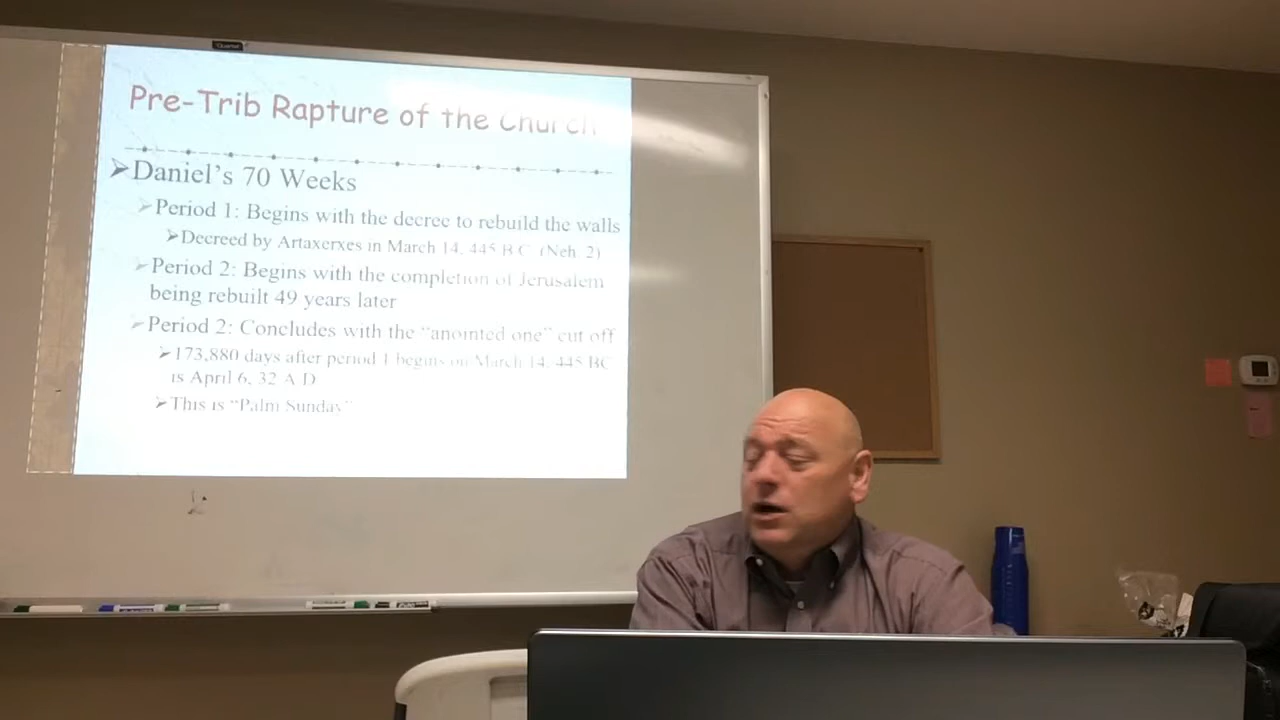 Quartet
Pre-Trib Rapture of the Church
Daniel's 70 Weeks
Period 1: Begins with the decree to rebuild the walls
Decreed by Artaxerxes in March 14, 445 B.C. (Neh. 2)
Period 2: Begins with the completion of Jerusalem
being rebuilt 49 years later
Period 2: Concludes with the “anointed one” cut off
173,880 days after period 1 begins on March 14, 445 BC
is April 6, 32 A.D
This is “Palm Sunday”